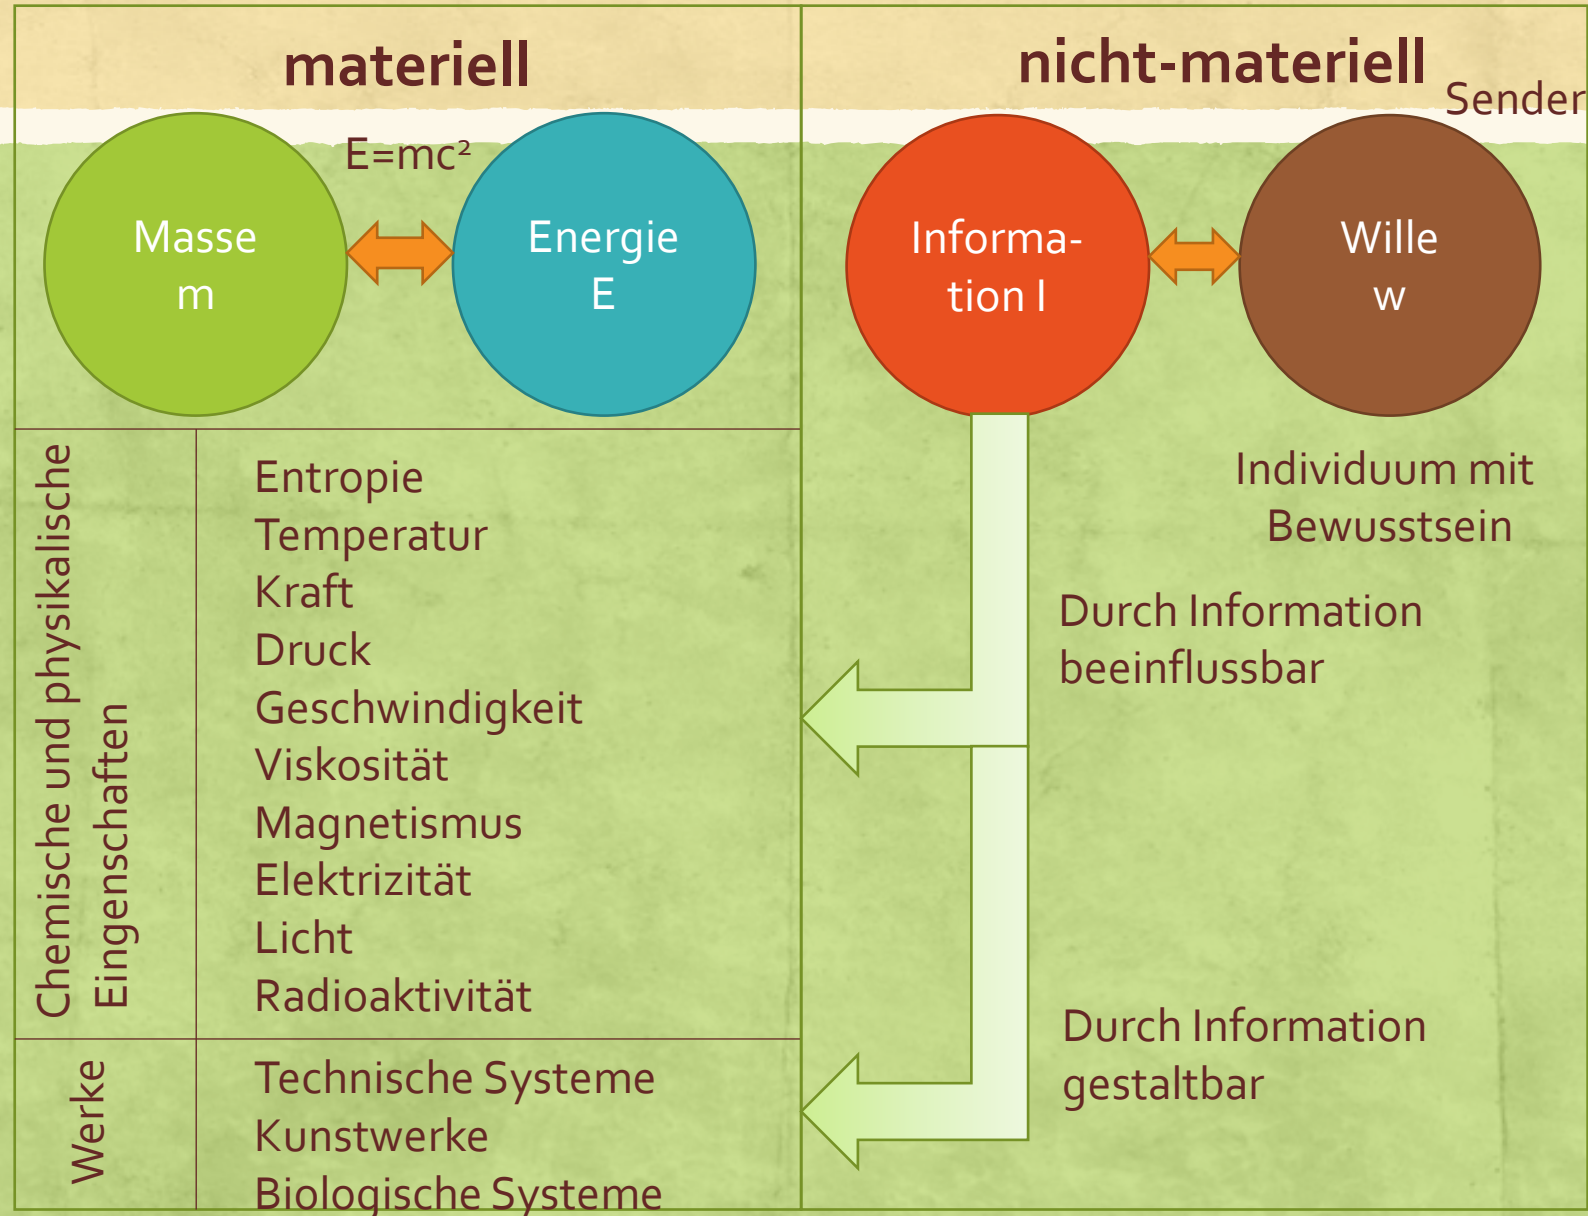 materiell
nicht-materiell
Sender
E=mc²
Masse
m
Energie
E
Informa-
tion I
Wille
w
Chemische und physikalische
Eingenschaften
Entropie
Temperatur
Kraft
Druck
Geschwindigkeit
Viskosität
Magnetismus
Elektrizität
Licht
Radioaktivität
Individuum mit
Bewusstsein
Durch Information
beeinflussbar
Durch Information
gestaltbar
Werke
Technische Systeme
Kunstwerke
Biologische Systeme